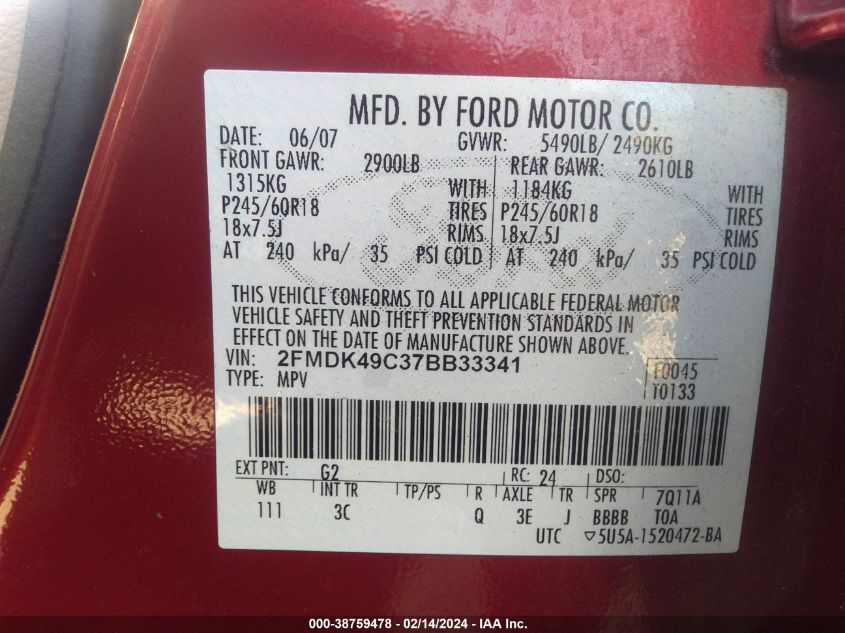 MFD. BY FORD MOTOR CO.
DATE: 06/07 GVWR: 5490LB/ 2490KG
FRONT GAWR: 2900LB REAR GAWR: 2610LB
1315KG WITH 1184KG WITH
P245/60R18 TIRES P245/60R18 TIRES
18x7.5J RIMS 18x7.5J RIMS
AT 240 kPa/ 35 PSI COLD AT 240 kPa/ 35 PSI COLD
THIS VEHICLE CONFORMS TO ALL APPLICABLE FEDERAL MOTOR
VEHICLE SAFETY AND THEFT PREVENTION STANDARDS IN
EFFECT ON THE DATE OF MANUFACTURE SHOWN ABOVE.
VIN: 2FMDK49C37BB33341
TYPE: MPV
T0045
T0133
EXT PNT: G2 RC: 24 DSO:
WB INT TR TP/PS R AXLE TR SPR 7Q11A
111 3C Q 3E J BBBB TOA
UTC ▽5U5A-1520472-BA
000-38759478 - 02/14/2024 - IAA Inc.